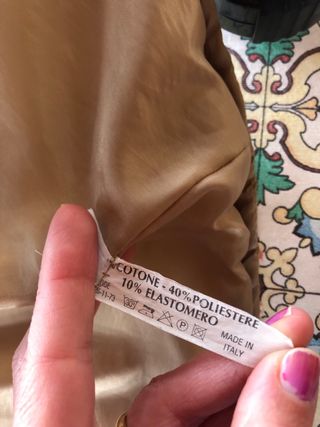 COTONE - 40%POLIESTERE
10% ELASTOMERO
MADE IN
ITALY